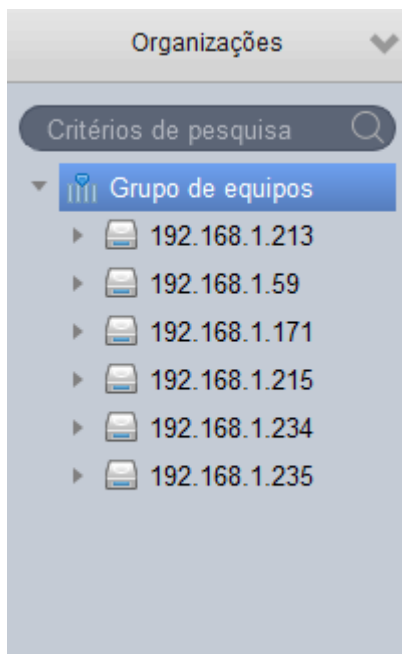 Organizações
Critérios de pesquisa
Grupo de equipos
192.168.1.213
192.168.1.59
192.168.1.171
192.168.1.215
192.168.1.234
192.168.1.235